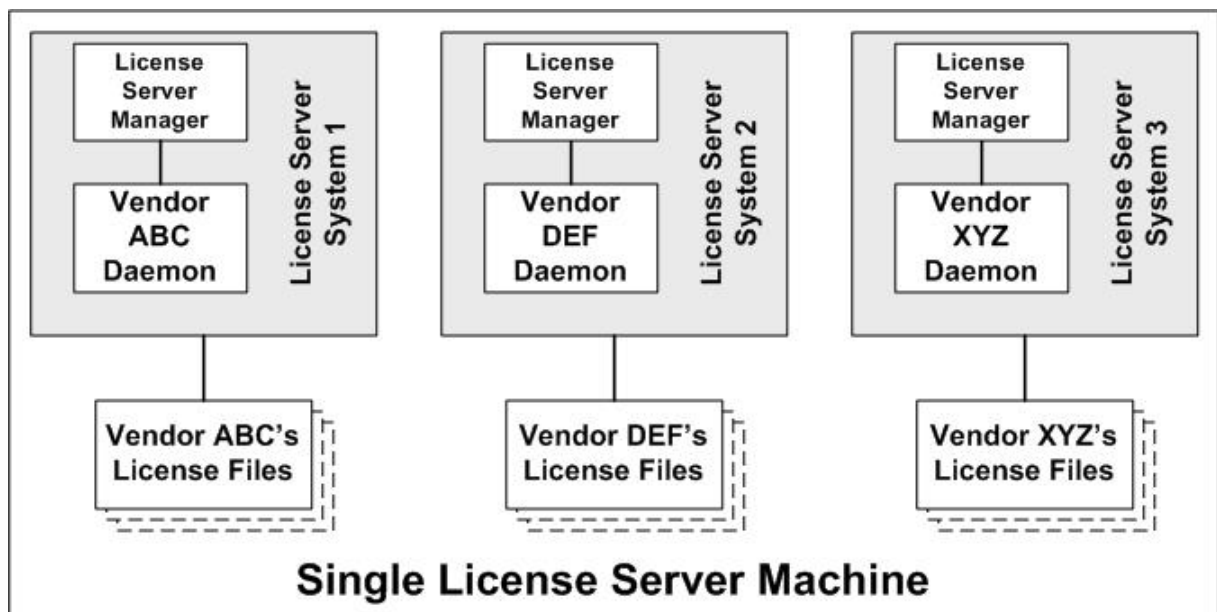 License
Server
Manager
Vendor
ABC
Daemon
License Server
System 1
Vendor ABC's
License Files
License
Server
Manager
Vendor
DEF
Daemon
License Server
System 2
Vendor DEF's
License Files
License
Server
Manager
Vendor
XYZ
Daemon
License Server
System 3
Vendor XYZ's
License Files
Single License Server Machine